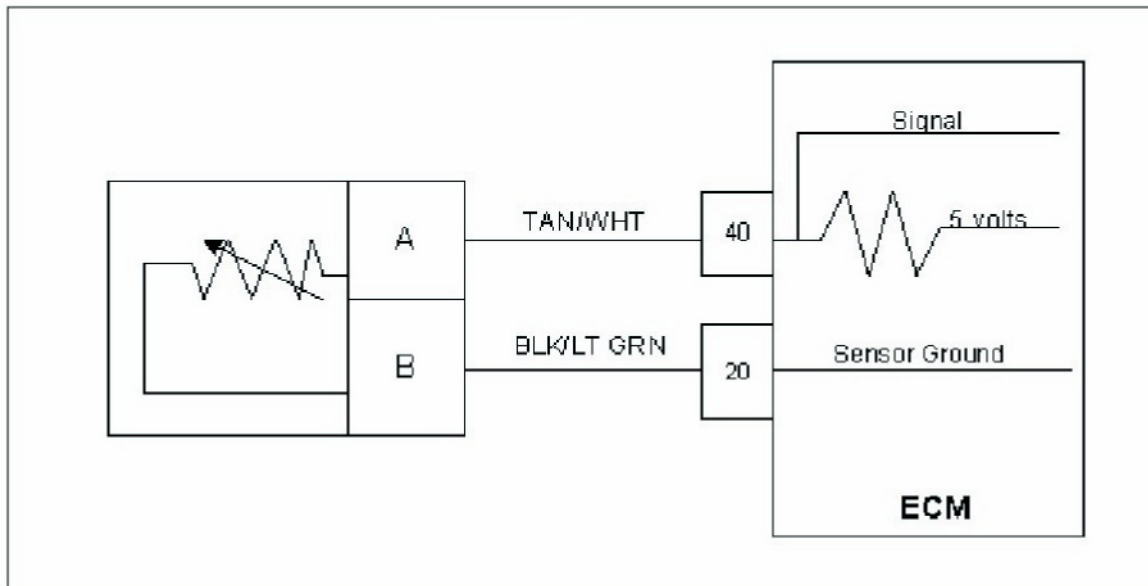 Signal
A
TAN/WHT
40
5 volts
B
BLK/LT GRN
20
Sensor Ground
ECM